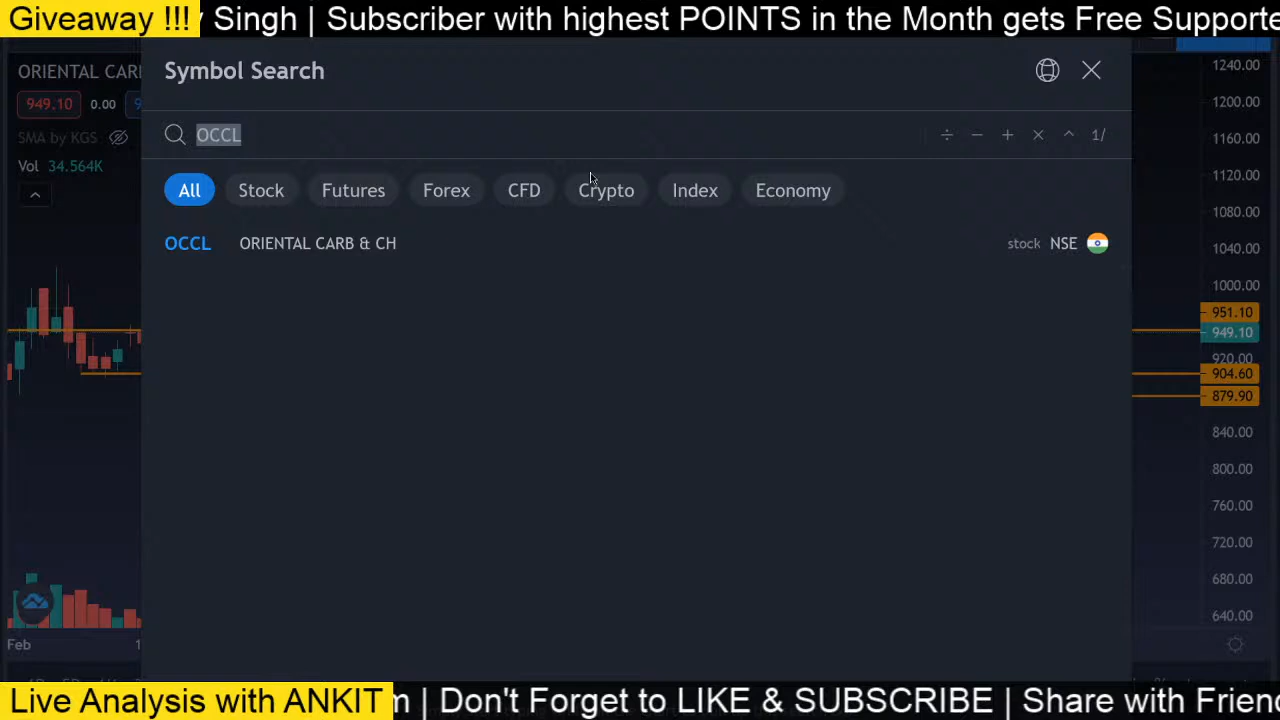 Giveaway !!! Singh | Subscriber with highest POINTS in the Month gets Free
Symbol Search
1240.00
ORIENTAL
949.10 0.00
1200.00
OCCL ÷ − + × ^ 1/
SMA by KGS
1160.00
Vol 34.564K
1120.00
All Stock Futures Forex CFD Crypto Index Economy
1080.00
OCCL ORIENTAL CARB & CH stock NSE
1040.00
1000.00
951.10
949.10
920.00
904.60
879.90
840.00
800.00
760.00
720.00
680.00
640.00
Feb
Live Analysis with ANKIT | Don't Forget to LIKE & SUBSCRIBE | Share with